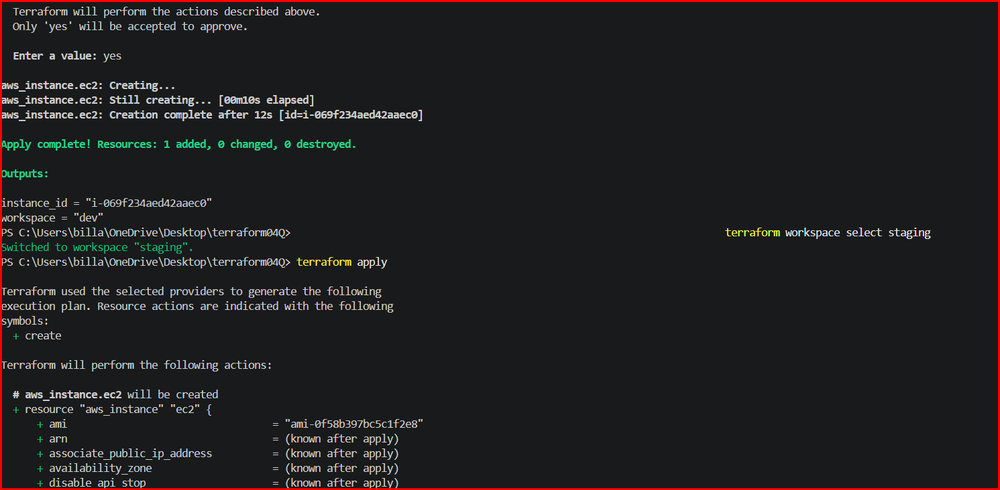 Terraform will perform the actions described above.
Only 'yes' will be accepted to approve.
Enter a value: yes
aws_instance.ec2: Creating...
aws_instance.ec2: Still creating... [00m10s elapsed]
aws_instance.ec2: Creation complete after 12s [id=i-069f234aed42aaec0]
Apply complete! Resources: 1 added, 0 changed, 0 destroyed.
Outputs:
instance_id = "i-069f234aed42aaec0"
workspace = "dev"
PS C:\Users\billa\OneDrive\Desktop\terraform04Q> terraform workspace select staging
Switched to workspace "staging".
PS C:\Users\billa\OneDrive\Desktop\terraform04Q> terraform apply
Terraform used the selected providers to generate the following
execution plan. Resource actions are indicated with the following
symbols:
+ create
Terraform will perform the following actions:
# aws_instance.ec2 will be created
+ resource "aws_instance" "ec2" {
+ ami = "ami-0f58b397bc5c1f2e8"
+ arn = (known after apply)
+ associate_public_ip_address = (known after apply)
+ availability_zone = (known after apply)
+ disable_api_stop = (known after apply)